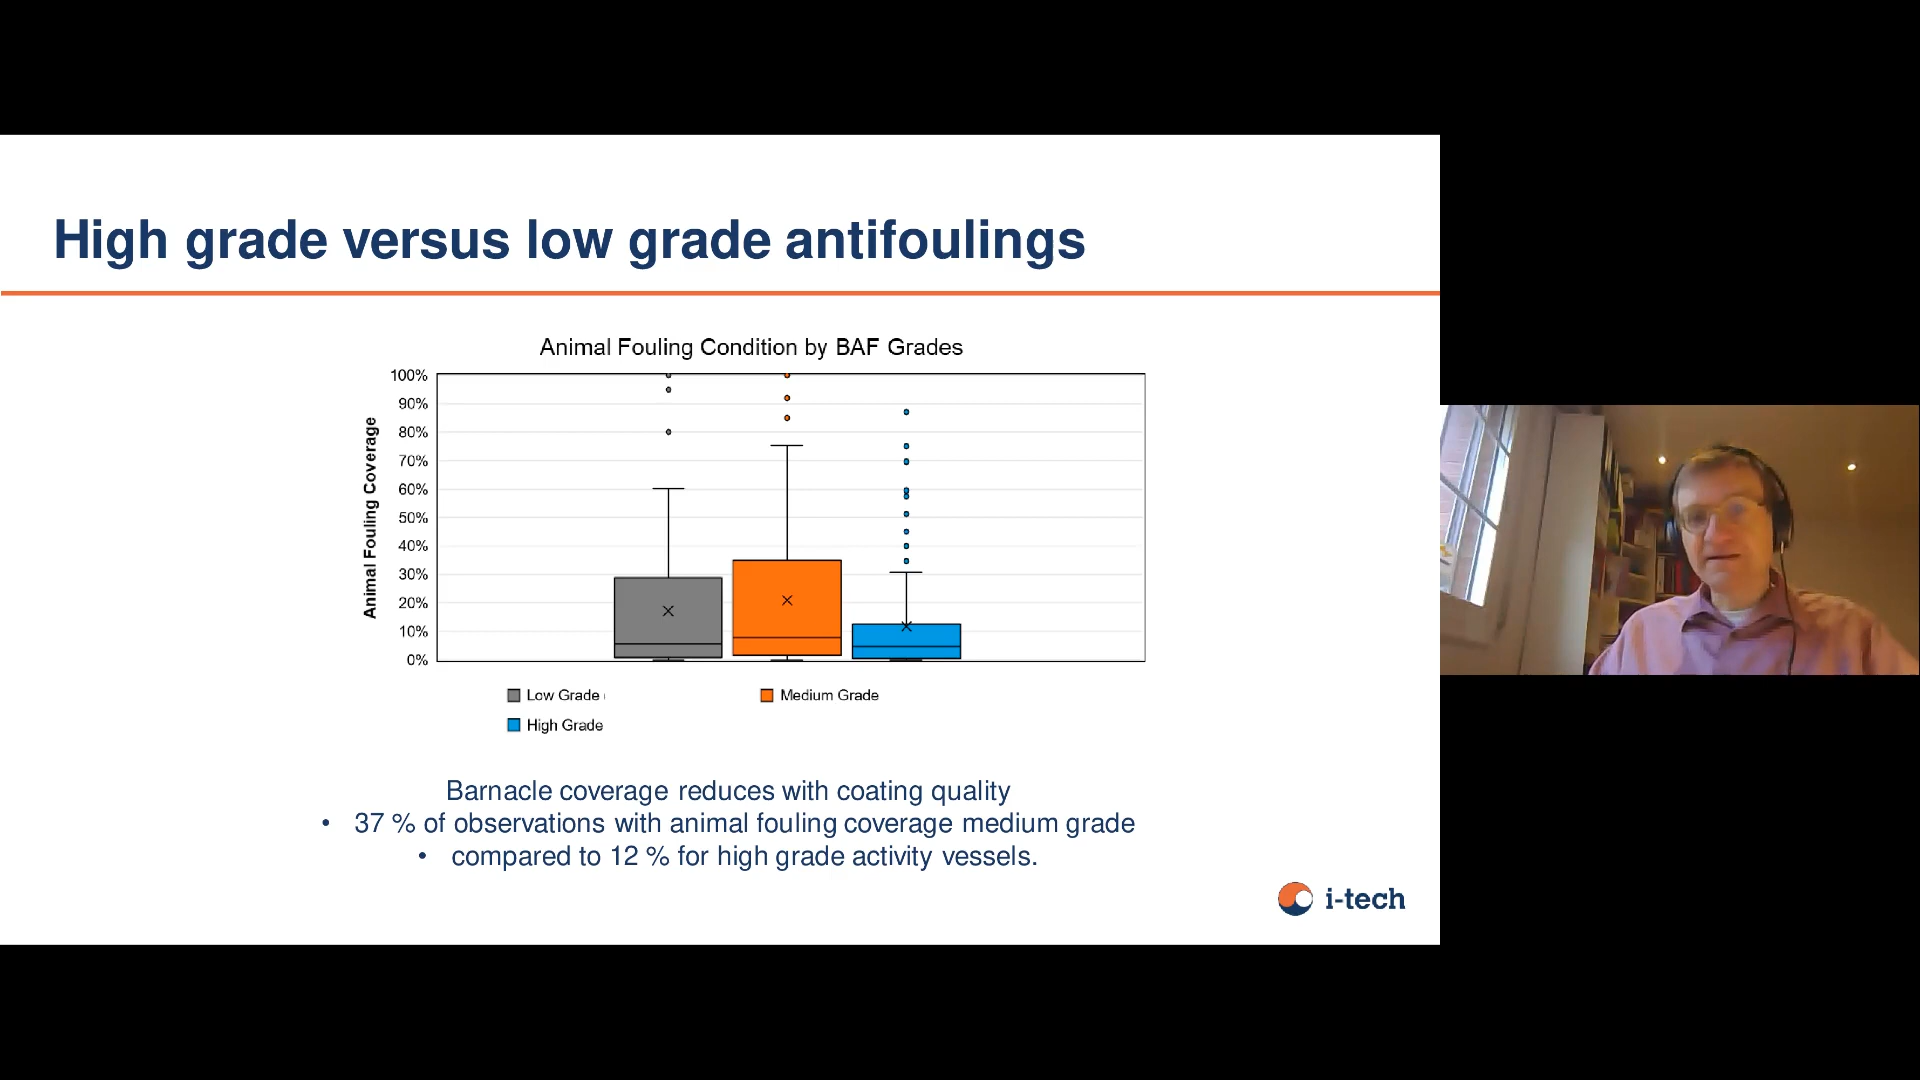 High grade versus low grade antifoulings
Animal Fouling Condition by BAF Grades
Animal Fouling Coverage
100%
90%
80%
70%
60%
50%
40%
30%
20%
10%
0%
Low Grade
Medium Grade
High Grade
Barnacle coverage reduces with coating quality
• 37 % of observations with animal fouling coverage medium grade
• compared to 12 % for high grade activity vessels.
i-tech